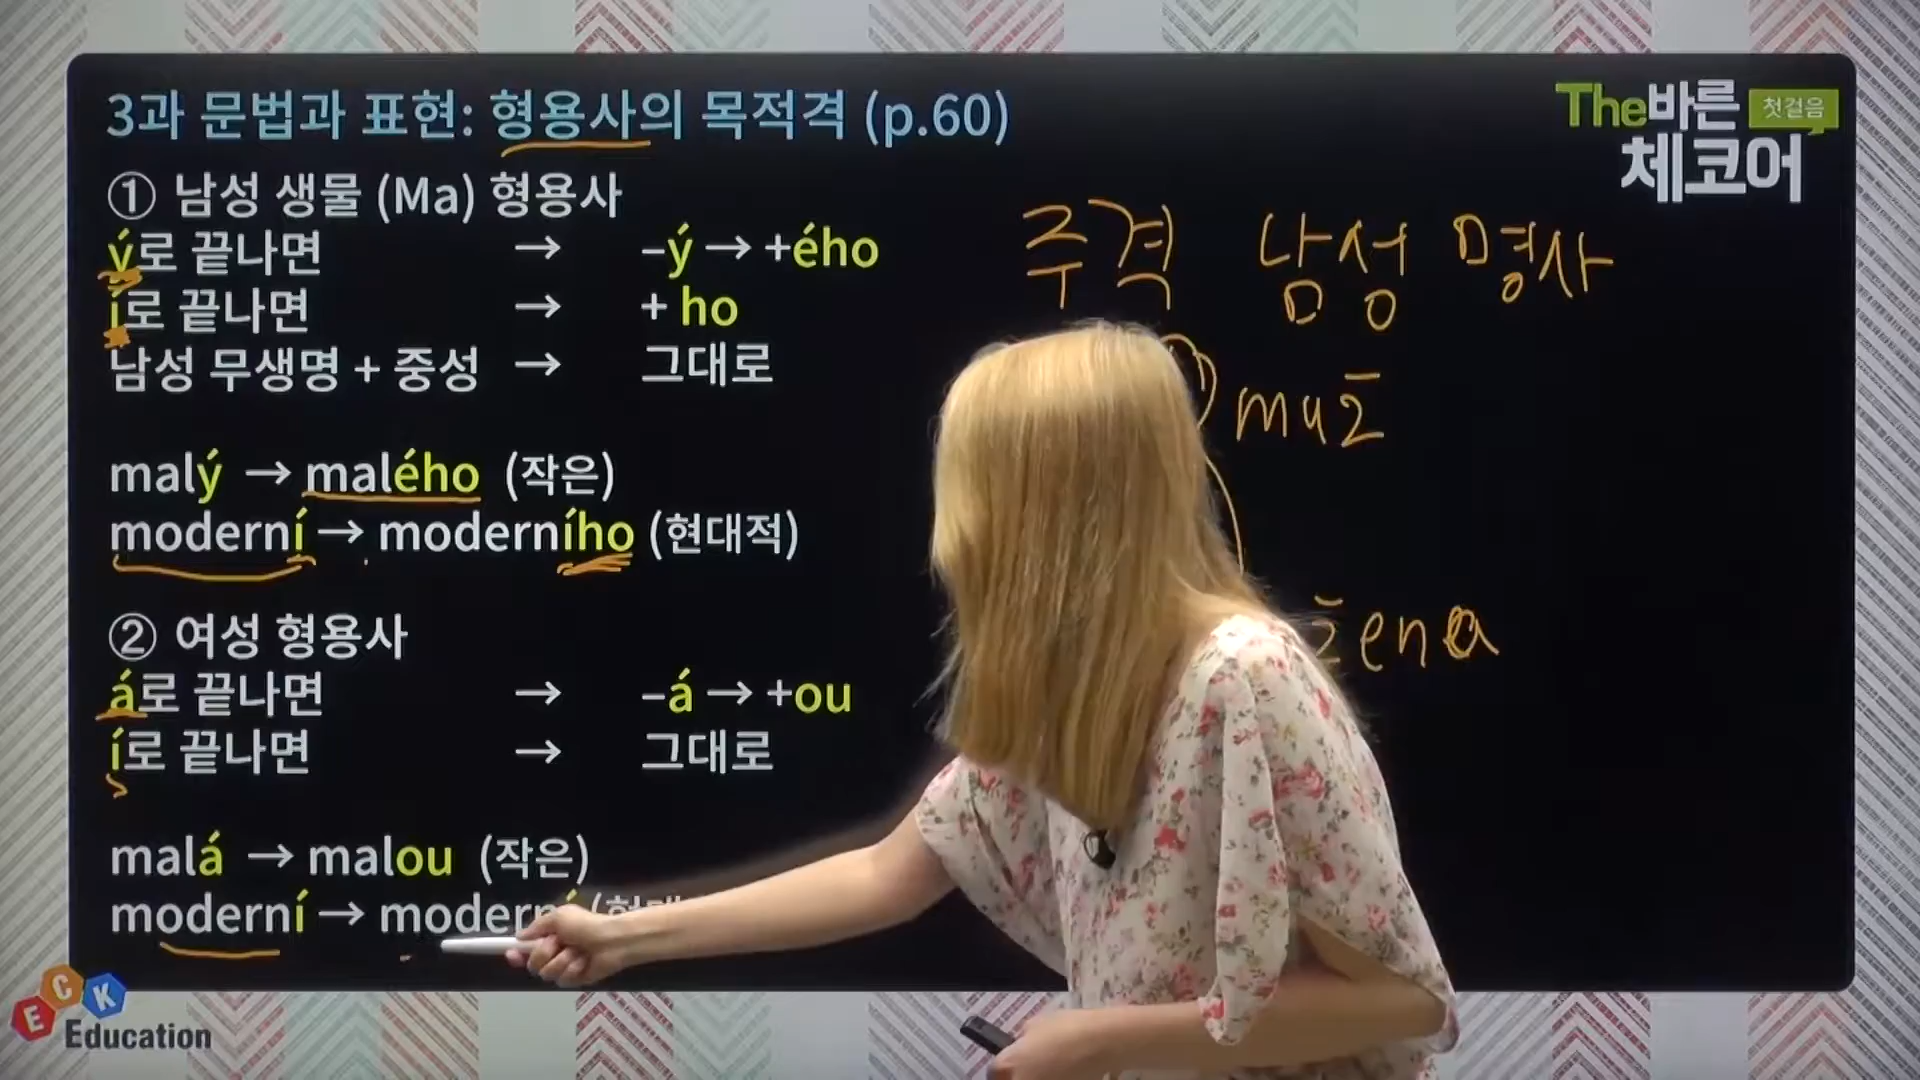 3과 문법과 표현: 형용사의 목적격 (p.60)
The바른 첫걸음
체코어
① 남성 생물 (Ma) 형용사
ý로 끝나면 → –ý → +ého
í로 끝나면 → + ho
남성 무생명 + 중성 → 그대로
malý → malého (작은)
moderní → moderního (현대적)
② 여성 형용사
á로 끝나면 → –á → +ou
í로 끝나면 → 그대로
malá → malou (작은)
moderní → moderní
주격 남성 명사
muž
žena
ECK
Education